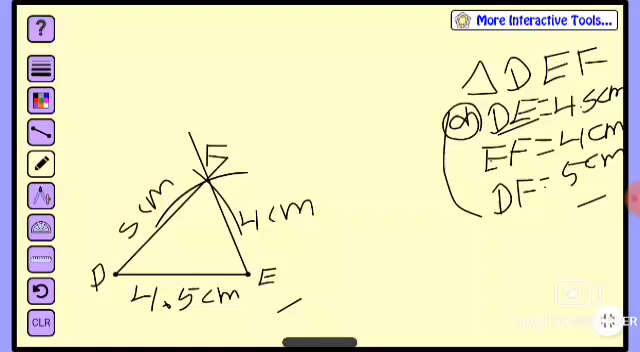 More Interactive Tools...
?
CLR
△DEF
DE=4.5cm
EF=4cm
DF=5cm
F
5cm
4cm
D
E
4.5cm